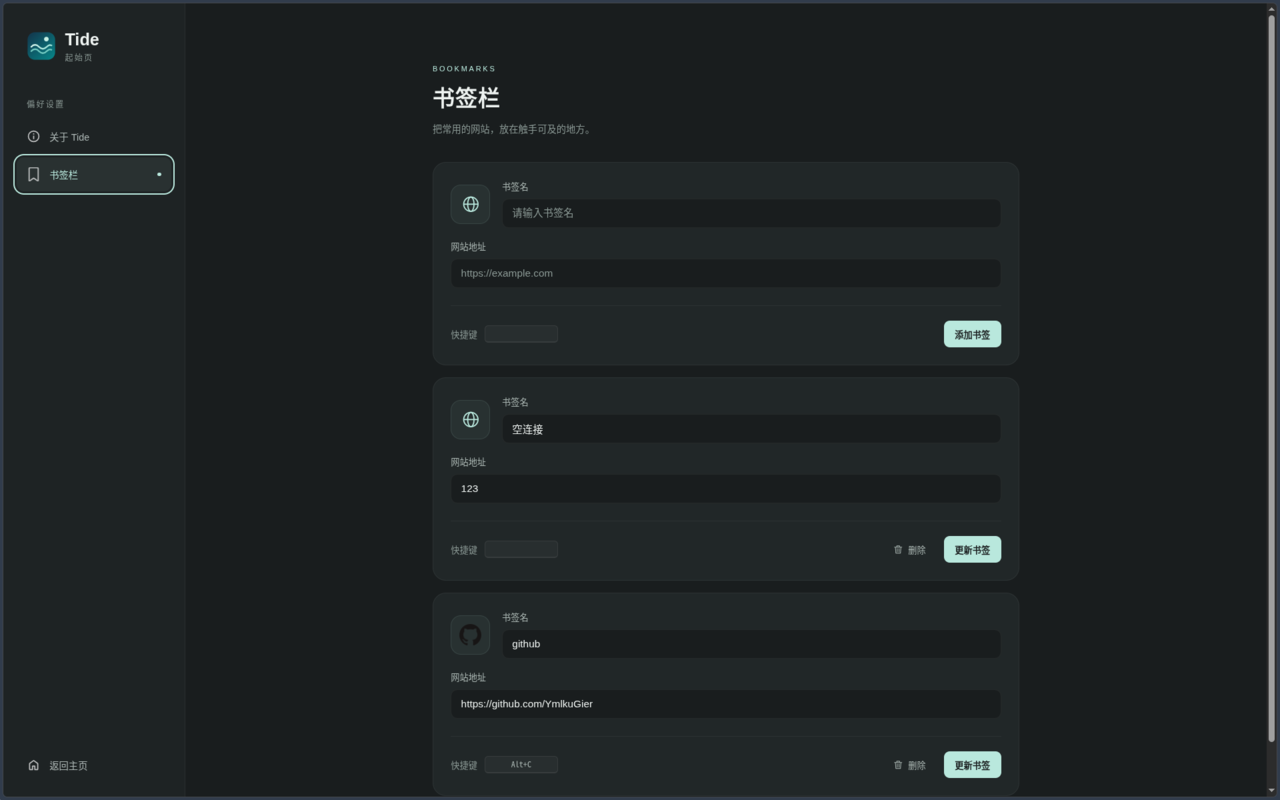 Tide
起始页
偏好设置
关于 Tide
书签栏
返回主页
BOOKMARKS
书签栏
把常用的网站，放在触手可及的地方。
书签名
请输入书签名
网站地址
https://example.com
快捷键
添加书签
书签名
空连接
网站地址
123
快捷键
删除
更新书签
书签名
github
网站地址
https://github.com/YmlkuGier
快捷键
Alt+C
删除
更新书签